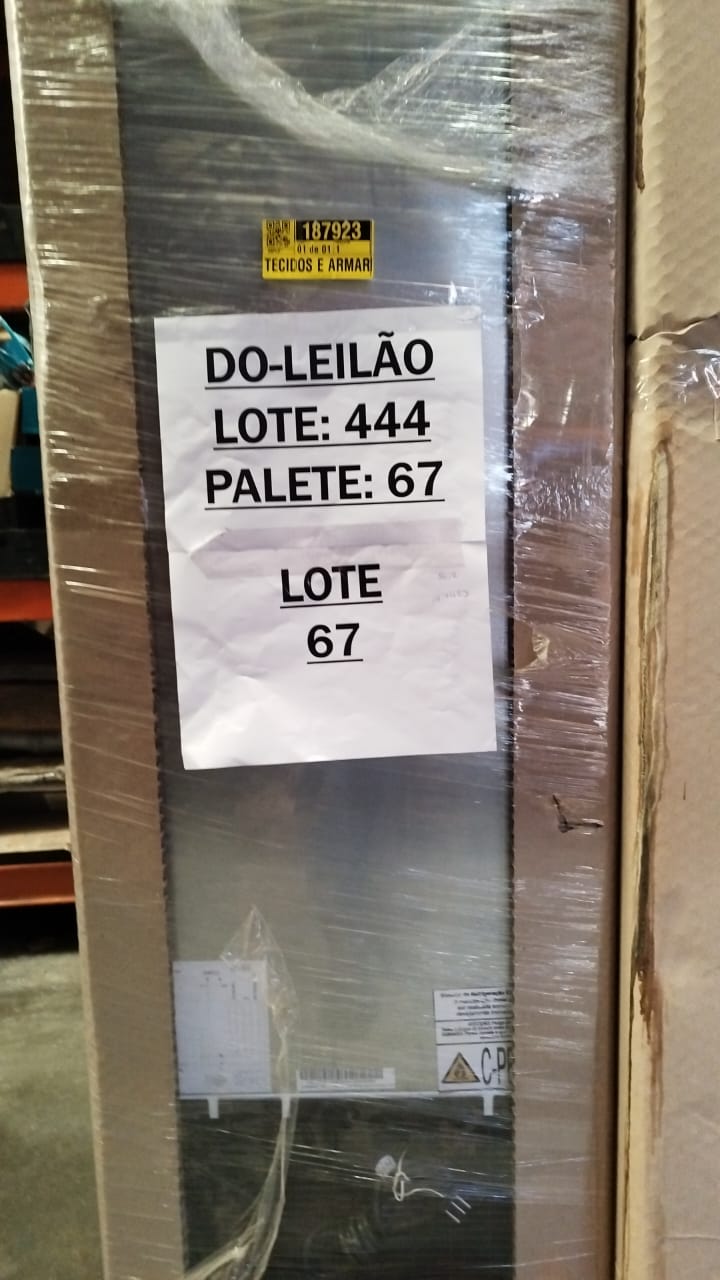 187923
01 de 01
TECIDOS E ARMAR
DO-LEILÃO
LOTE: 444
PALETE: 67
LOTE
67
C-P